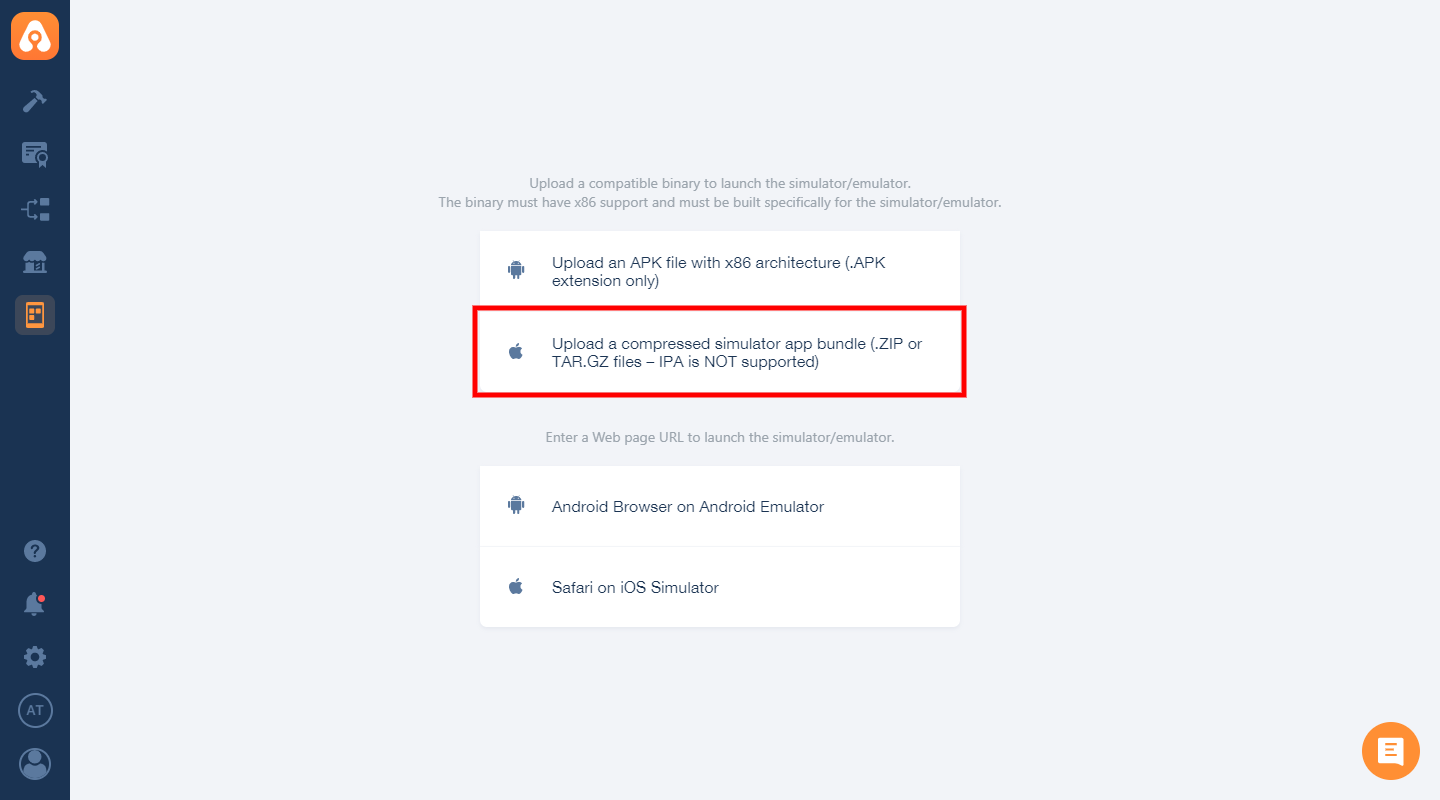 Upload a compatible binary to launch the simulator/emulator.
The binary must have x86 support and must be built specifically for the simulator/emulator.
Upload an APK file with x86 architecture (.APK
extension only)
Upload a compressed simulator app bundle (.ZIP or
TAR.GZ files – IPA is NOT supported)
Enter a Web page URL to launch the simulator/emulator.
Android Browser on Android Emulator
Safari on iOS Simulator
?
AT